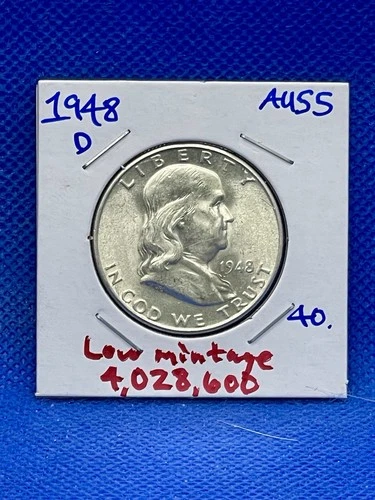 1948
D
AU55
LIBERTY
1948
IN GOD WE TRUST
40.
Low mintage
4,028,600